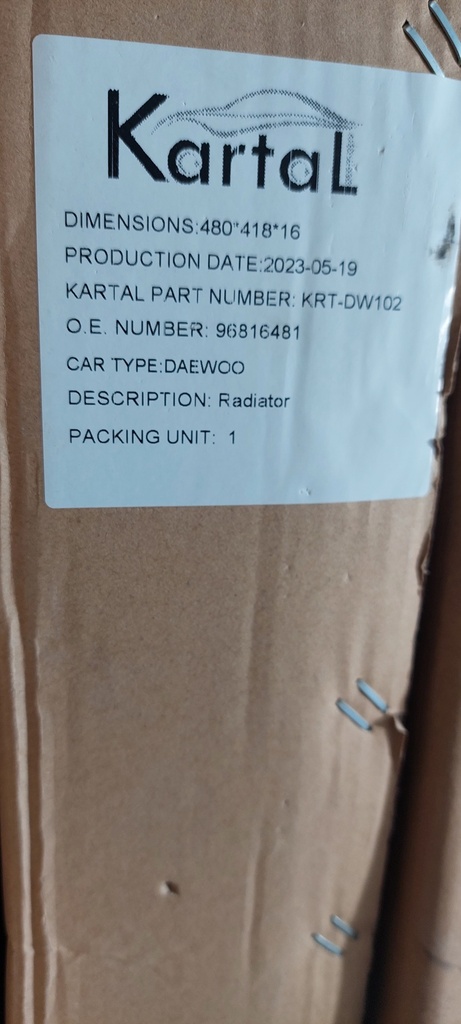 Kartal
DIMENSIONS:480*418*16
PRODUCTION DATE:2023-05-19
KARTAL PART NUMBER: KRT-DW102
O.E. NUMBER: 96816481
CAR TYPE:DAEWOO
DESCRIPTION: Radiator
PACKING UNIT: 1